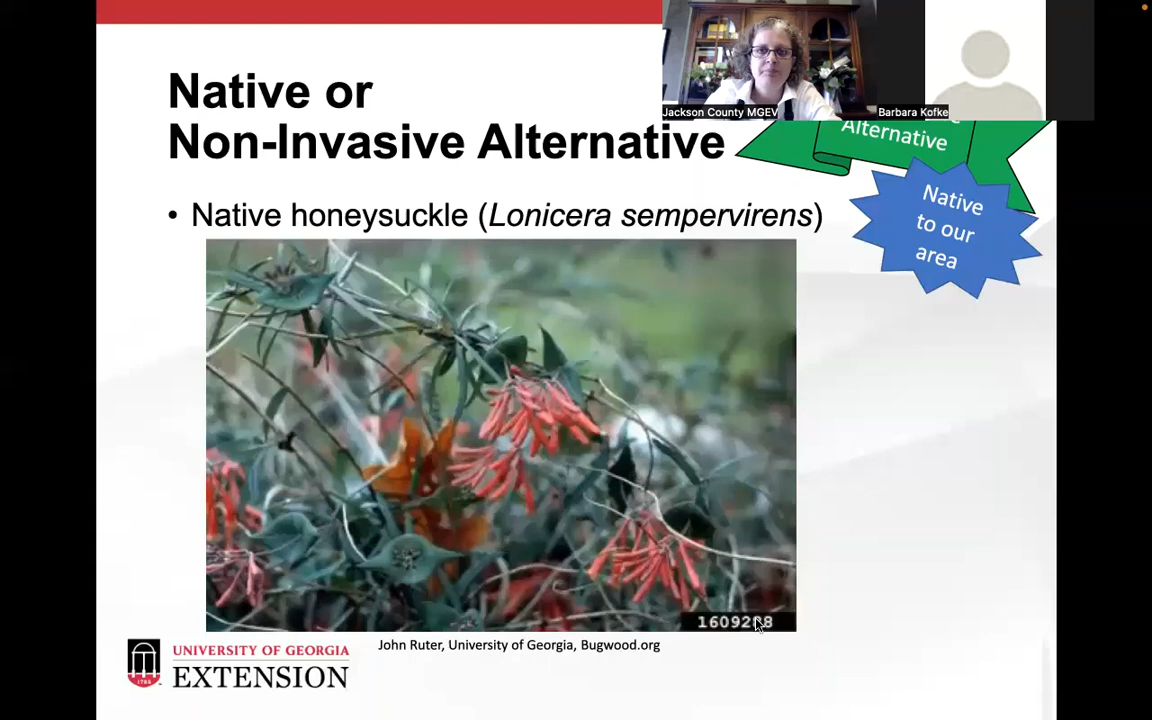 Native or
Non-Invasive Alternative
Jackson County MGEV
Barbara Kofke
Alternative
Native
to our
area
• Native honeysuckle (Lonicera sempervirens)
John Ruter, University of Georgia, Bugwood.org
1785
UNIVERSITY OF GEORGIA
EXTENSION